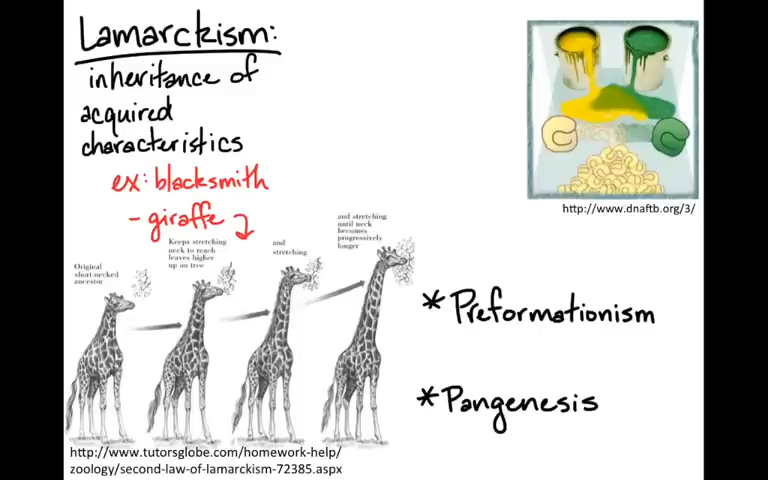 Lamarckism:
inheritance of
acquired
characteristics
ex: blacksmith
- giraffe
Original
short-necked
ancestor
Keeps stretching
neck to reach
leaves higher
up on tree
and
stretching
and stretching
until neck
becomes
progressively
longer
http://www.tutorsglobe.com/homework-help/
zoology/second-law-of-lamarckism-72385.aspx
http://www.dnaftb.org/3/
*Preformationism
*Pangenesis